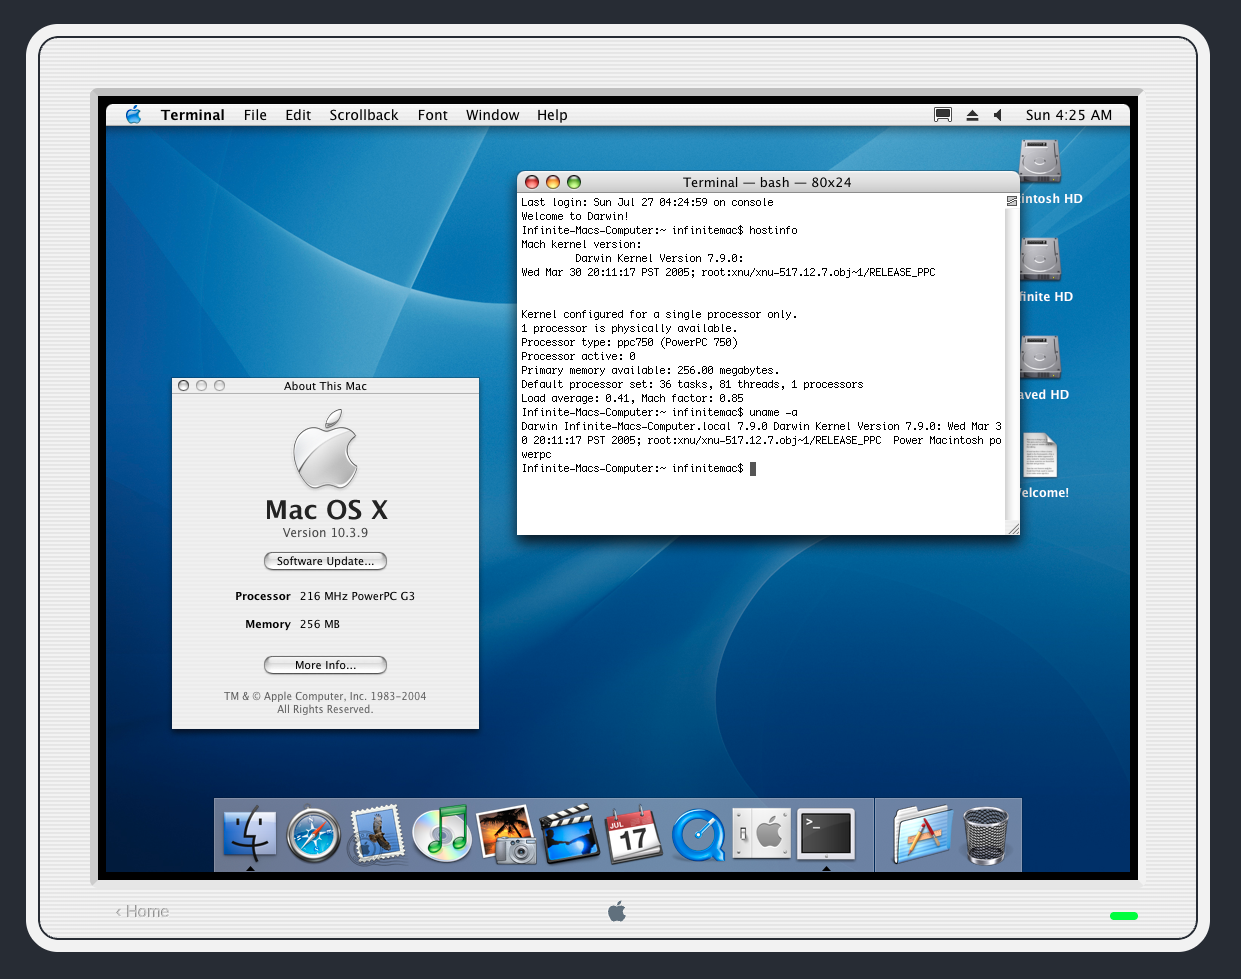 Terminal File Edit Scrollback Font Window Help Sun 4:25 AM
Terminal — bash — 80x24
Last login: Sun Jul 27 04:24:59 on console
Welcome to Darwin!
Infinite-Macs-Computer:~ infinitemac$ hostinfo
Mach kernel version:
Darwin Kernel Version 7.9.0:
Wed Mar 30 20:11:17 PST 2005; root:xnu/xnu-517.12.7.obj~1/RELEASE_PPC
Kernel configured for a single processor only.
1 processor is physically available.
Processor type: ppc750 (PowerPC 750)
Processor active: 0
Primary memory available: 256.00 megabytes.
Default processor set: 36 tasks, 81 threads, 1 processors
Load average: 0.41, Mach factor: 0.85
Infinite-Macs-Computer:~ infinitemac$ uname -a
Darwin Infinite-Macs-Computer.local 7.9.0 Darwin Kernel Version 7.9.0: Wed Mar 3
0 20:11:17 PST 2005; root:xnu/xnu-517.12.7.obj~1/RELEASE_PPC  Power Macintosh po
werpc
Infinite-Macs-Computer:~ infinitemac$
intosh HD
finite HD
aved HD
elcome!
About This Mac
Mac OS X
Version 10.3.9
Software Update...
Processor 216 MHz PowerPC G3
Memory 256 MB
More Info...
TM & © Apple Computer, Inc. 1983-2004
All Rights Reserved.
JUL
17
>_
‹ Home